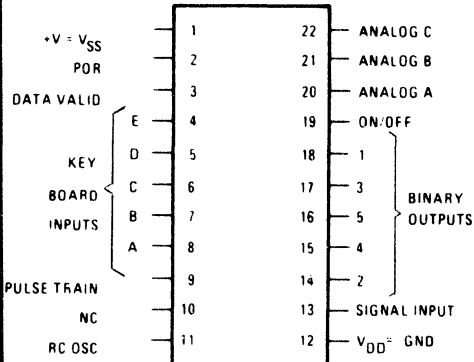 +V = VSS 1 22 ANALOG C
POR 2 21 ANALOG B
DATA VALID 3 20 ANALOG A
E 4 19 ON/OFF
D 5 18 1
KEY
C 6 17 3
BOARD BINARY
B 7 16 5
INPUTS OUTPUTS
A 8 15 4
9 14 2
PULSE TRAIN
10 13 SIGNAL INPUT
NC
RC OSC 11 12 VDD= GND